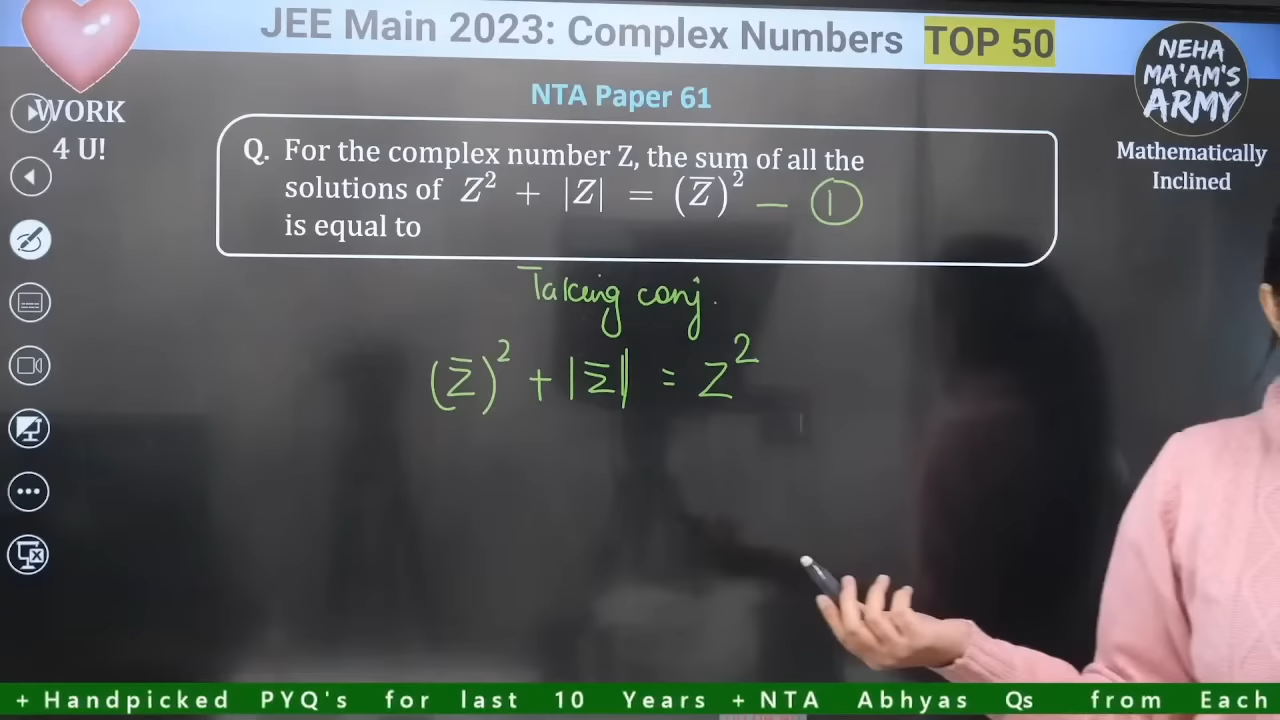 JEE Main 2023: Complex Numbers TOP 50
NEHA
MA'AM'S
ARMY
Mathematically
Inclined
WORK
4 U!
NTA Paper 61
Q. For the complex number Z, the sum of all the
solutions of Z² + |Z| = (Z̅)² — ①
is equal to
Taking conj.
(z̅)² + |z̅| = z²
+ Handpicked PYQ's for last 10 Years + NTA Abhyas Qs from Each